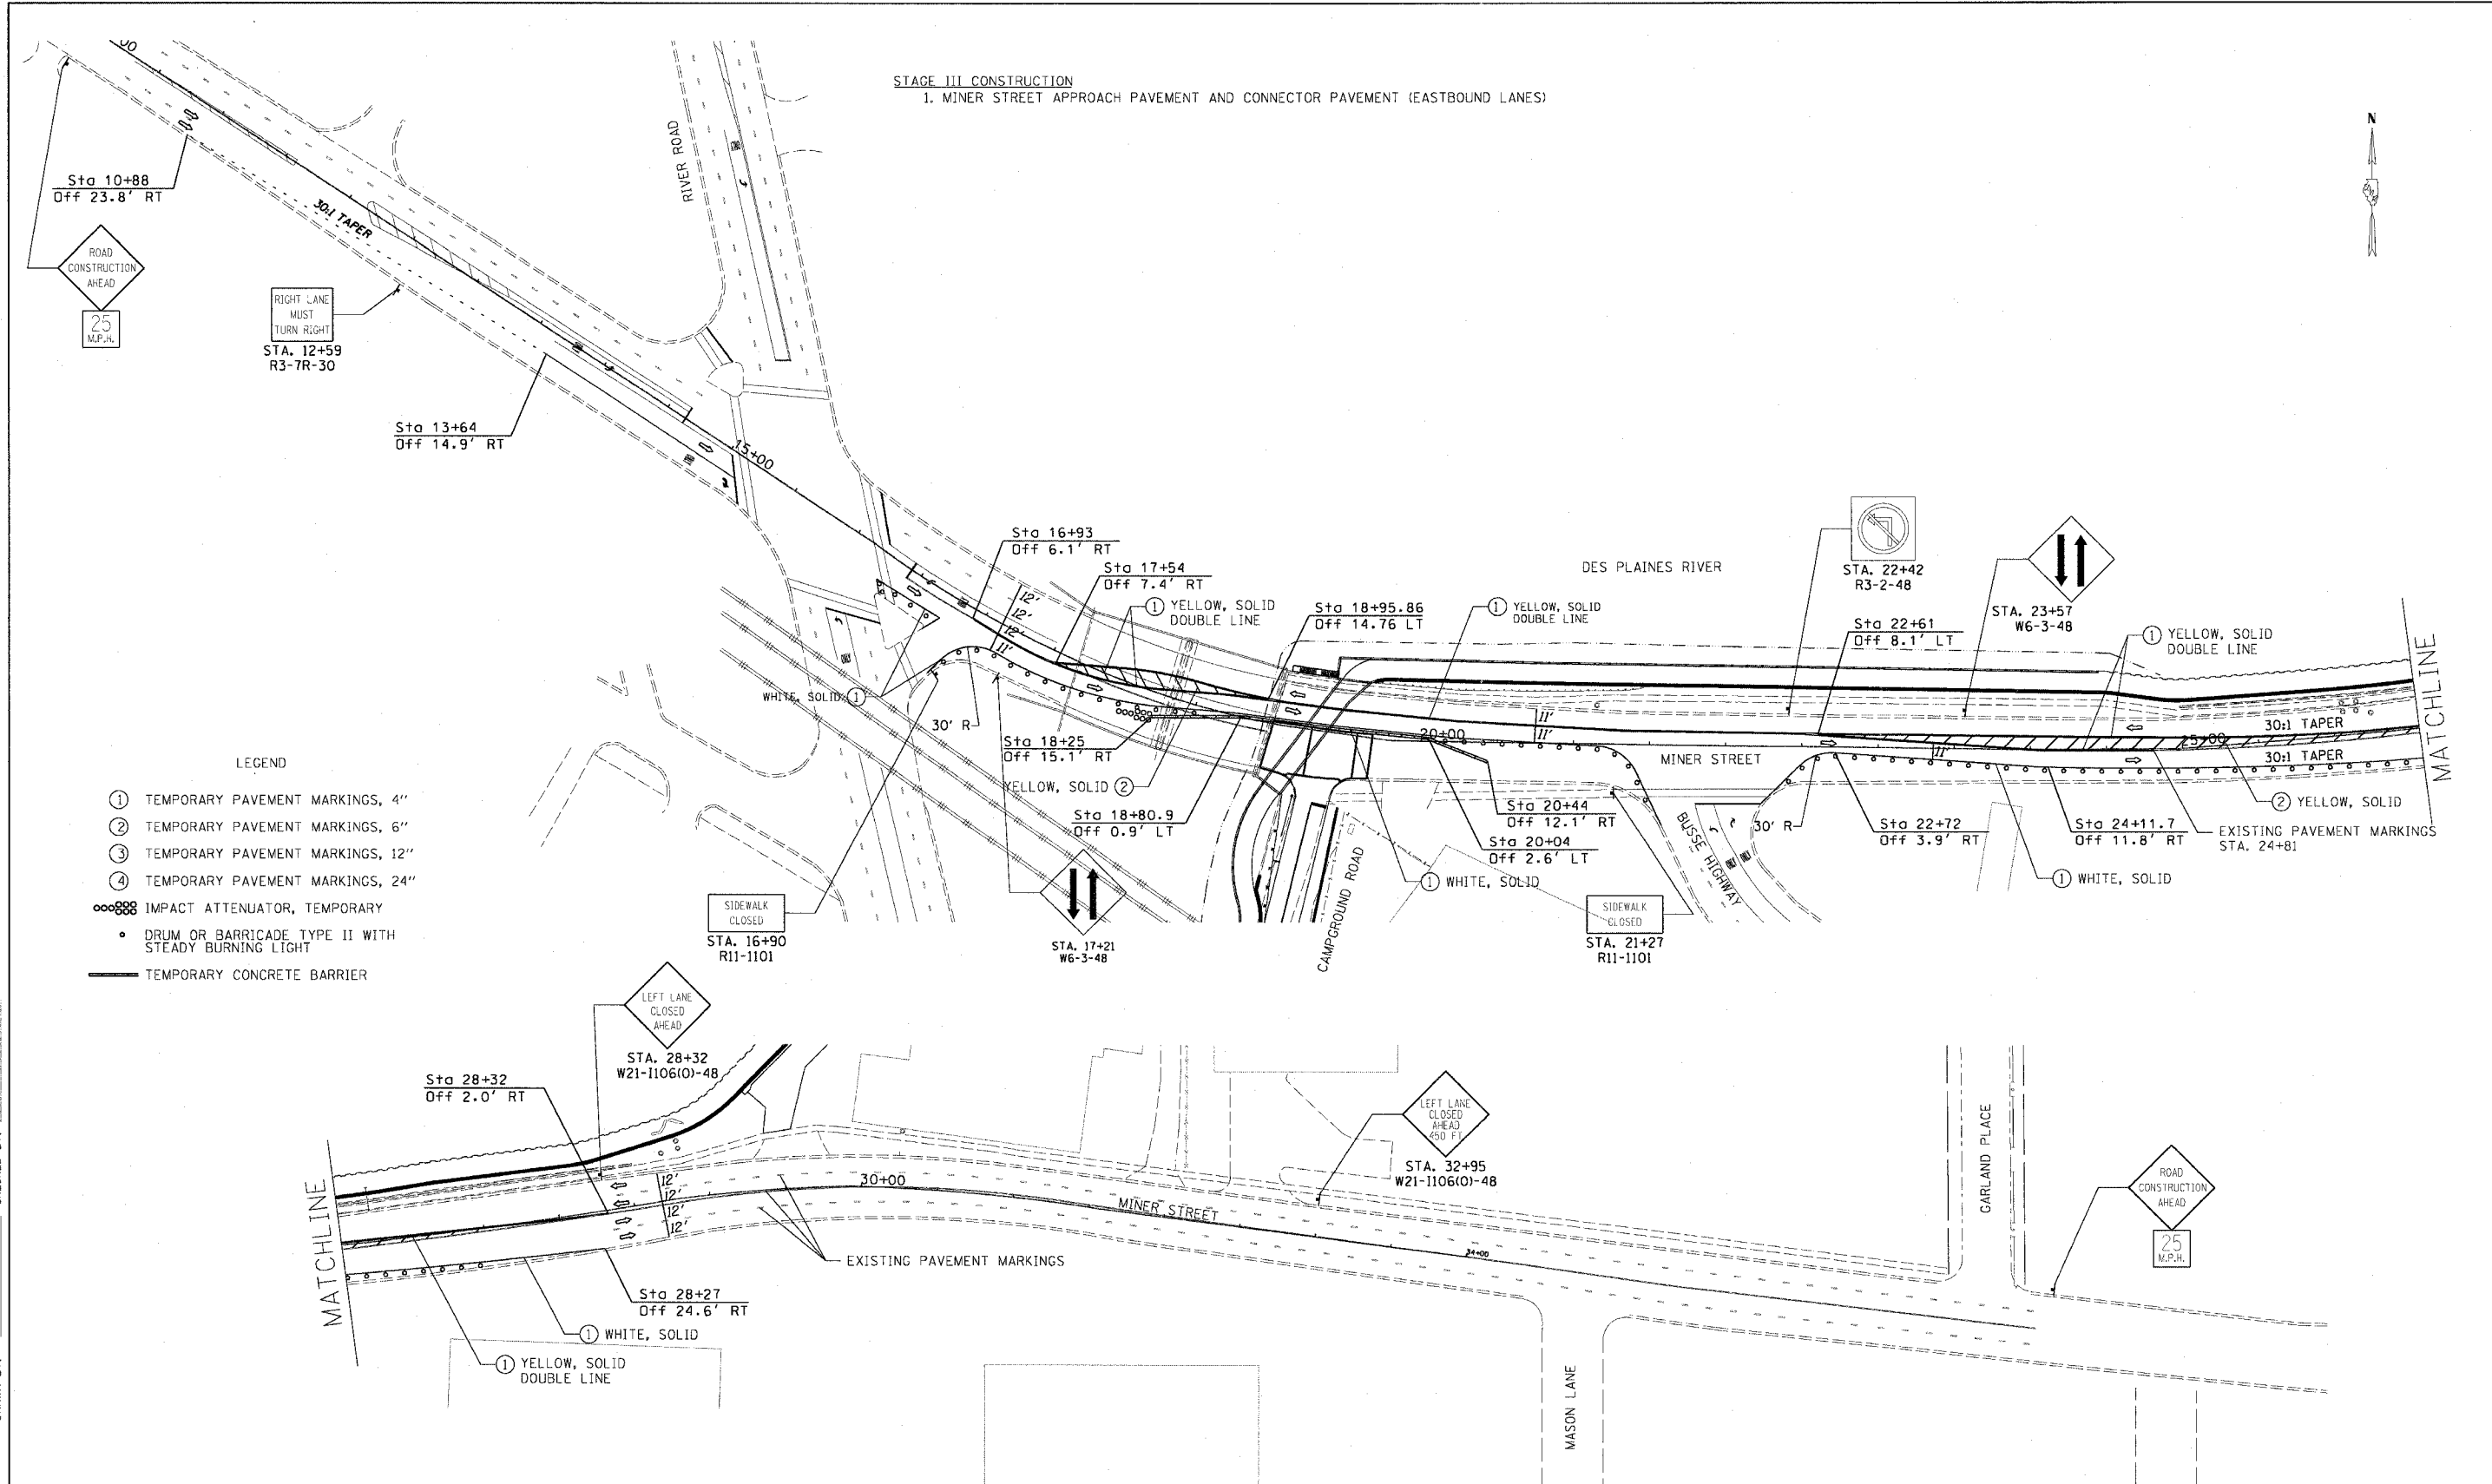 STAGE III CONSTRUCTION
1. MINER STREET APPROACH PAVEMENT AND CONNECTOR PAVEMENT (EASTBOUND LANES)
N
RIVER ROAD
Sta 10+88
Off 23.8' RT
30:1 TAPER
ROAD
CONSTRUCTION
AHEAD
25
M.P.H.
RIGHT LANE
MUST
TURN RIGHT
STA. 12+59
R3-7R-30
Sta 13+64
Off 14.9' RT
15+00
Sta 16+93
Off 6.1' RT
Sta 17+54
Off 7.4' RT
12'
12'
12'
11'
1 YELLOW, SOLID
DOUBLE LINE
Sta 18+95.86
Off 14.76 LT
1 YELLOW, SOLID
DOUBLE LINE
DES PLAINES RIVER
STA. 22+42
R3-2-48
STA. 23+57
W6-3-48
Sta 22+61
Off 8.1' LT
1 YELLOW, SOLID
DOUBLE LINE
MATCHLINE
WHITE, SOLID 1
30' R
Sta 18+25
Off 15.1' RT
YELLOW, SOLID 2
Sta 18+80.9
Off 0.9' LT
20+00
11'
11'
MINER STREET
11'
25+00
30:1 TAPER
30:1 TAPER
Sta 20+44
Off 12.1' RT
Sta 20+04
Off 2.6' LT
1 WHITE, SOLID
CAMPGROUND ROAD
BUSSE HIGHWAY
30' R
Sta 22+72
Off 3.9' RT
Sta 24+11.7
Off 11.8' RT
2 YELLOW, SOLID
EXISTING PAVEMENT MARKINGS
STA. 24+81
1 WHITE, SOLID
SIDEWALK
CLOSED
STA. 16+90
R11-1101
STA. 17+21
W6-3-48
SIDEWALK
CLOSED
STA. 21+27
R11-1101
LEGEND
1 TEMPORARY PAVEMENT MARKINGS, 4"
2 TEMPORARY PAVEMENT MARKINGS, 6"
3 TEMPORARY PAVEMENT MARKINGS, 12"
4 TEMPORARY PAVEMENT MARKINGS, 24"
IMPACT ATTENUATOR, TEMPORARY
DRUM OR BARRICADE TYPE II WITH
STEADY BURNING LIGHT
TEMPORARY CONCRETE BARRIER
LEFT LANE
CLOSED
AHEAD
STA. 28+32
W21-I106(O)-48
Sta 28+32
Off 2.0' RT
MATCHLINE
12'
12'
12'
12'
30+00
MINER STREET
34+00
EXISTING PAVEMENT MARKINGS
Sta 28+27
Off 24.6' RT
1 WHITE, SOLID
1 YELLOW, SOLID
DOUBLE LINE
LEFT LANE
CLOSED
AHEAD
450 FT
STA. 32+95
W21-I106(O)-48
GARLAND PLACE
MASON LANE
ROAD
CONSTRUCTION
AHEAD
25
M.P.H.